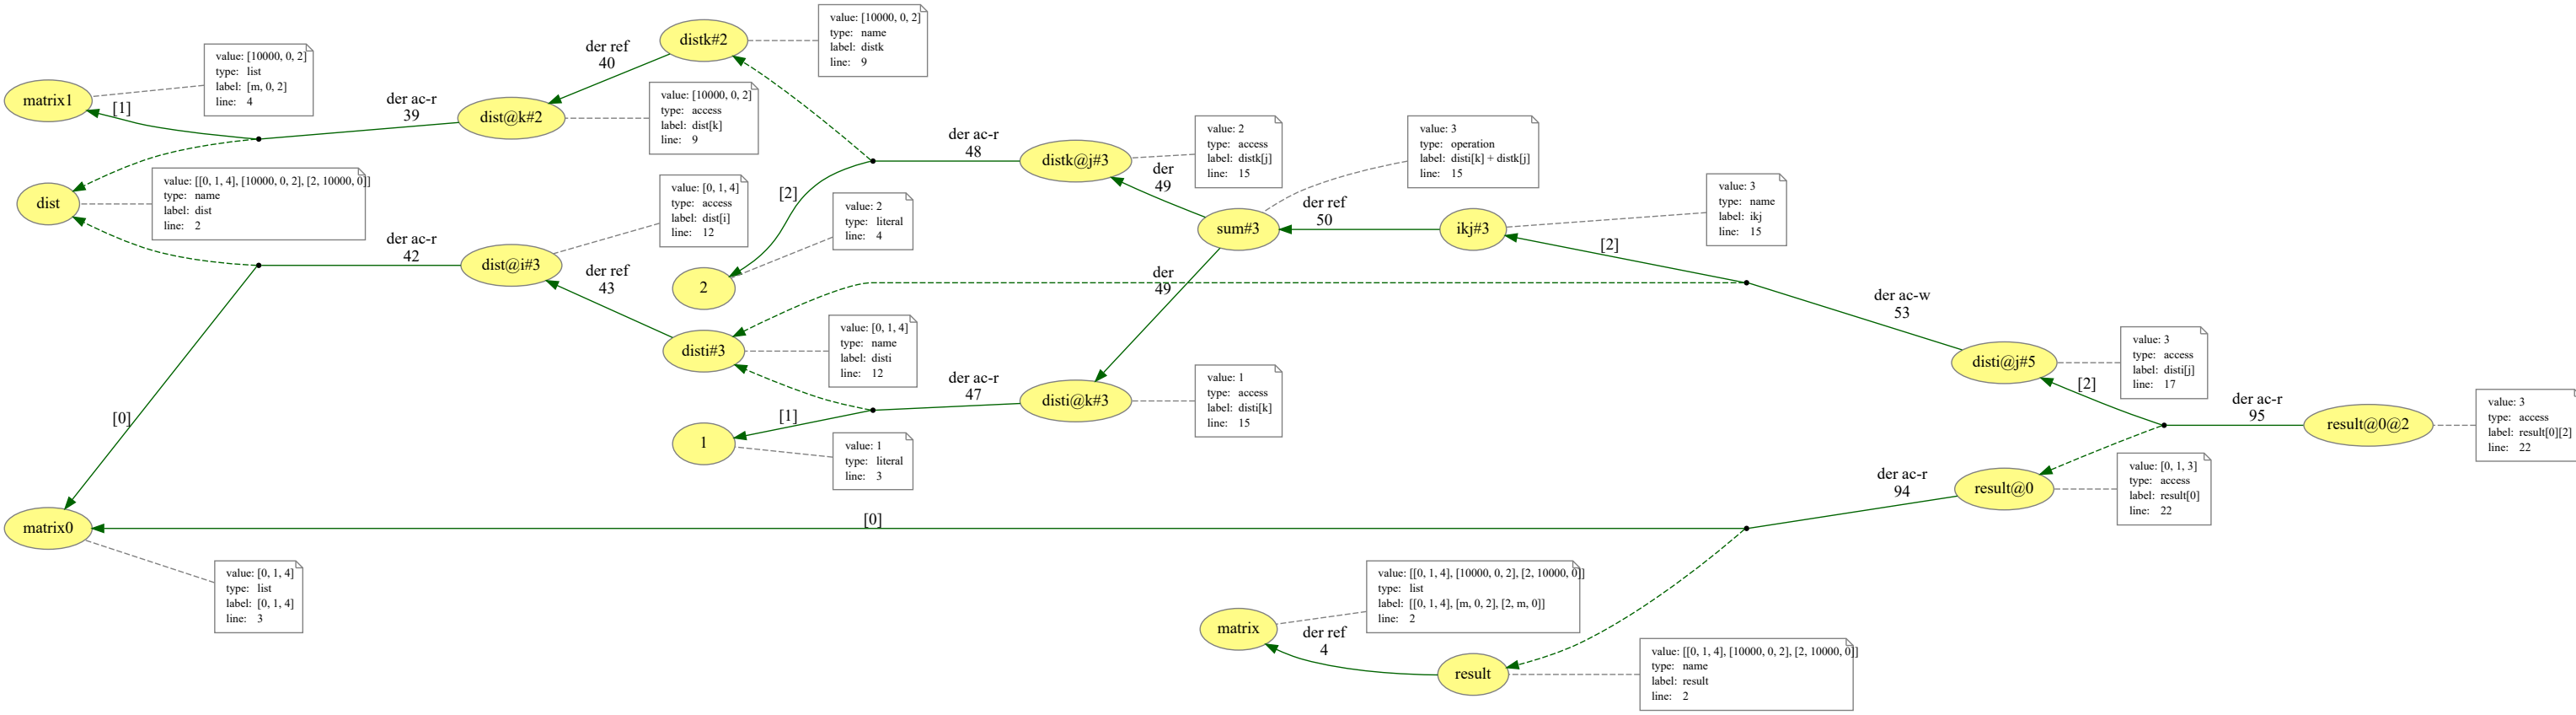 distk#2
value: [10000, 0, 2]
type: name
label: distk
line: 9
der ref
40
matrix1
value: [10000, 0, 2]
type: list
label: [m, 0, 2]
line: 4
[1]
der ac-r
39
dist@k#2
value: [10000, 0, 2]
type: access
label: dist[k]
line: 9
dist
value: [[0, 1, 4], [10000, 0, 2], [2, 10000, 0]]
type: name
label: dist
line: 2
der ac-r
42
dist@i#3
value: [0, 1, 4]
type: access
label: dist[i]
line: 12
der ref
43
[2]
2
value: 2
type: literal
line: 4
der ac-r
48
distk@j#3
value: 2
type: access
label: distk[j]
line: 15
der
49
sum#3
value: 3
type: operation
label: disti[k] + distk[j]
line: 15
der ref
50
ikj#3
value: 3
type: name
label: ikj
line: 15
[2]
der
49
disti#3
value: [0, 1, 4]
type: name
label: disti
line: 12
der ac-w
53
disti@j#5
value: 3
type: access
label: disti[j]
line: 17
[1]
1
value: 1
type: literal
line: 3
der ac-r
47
disti@k#3
value: 1
type: access
label: disti[k]
line: 15
[2]
der ac-r
95
result@0@2
value: 3
type: access
label: result[0][2]
line: 22
[0]
der ac-r
94
result@0
value: [0, 1, 3]
type: access
label: result[0]
line: 22
matrix0
[0]
value: [0, 1, 4]
type: list
label: [0, 1, 4]
line: 3
matrix
value: [[0, 1, 4], [10000, 0, 2], [2, 10000, 0]]
type: list
label: [[0, 1, 4], [m, 0, 2], [2, m, 0]]
line: 2
der ref
4
result
value: [[0, 1, 4], [10000, 0, 2], [2, 10000, 0]]
type: name
label: result
line: 2